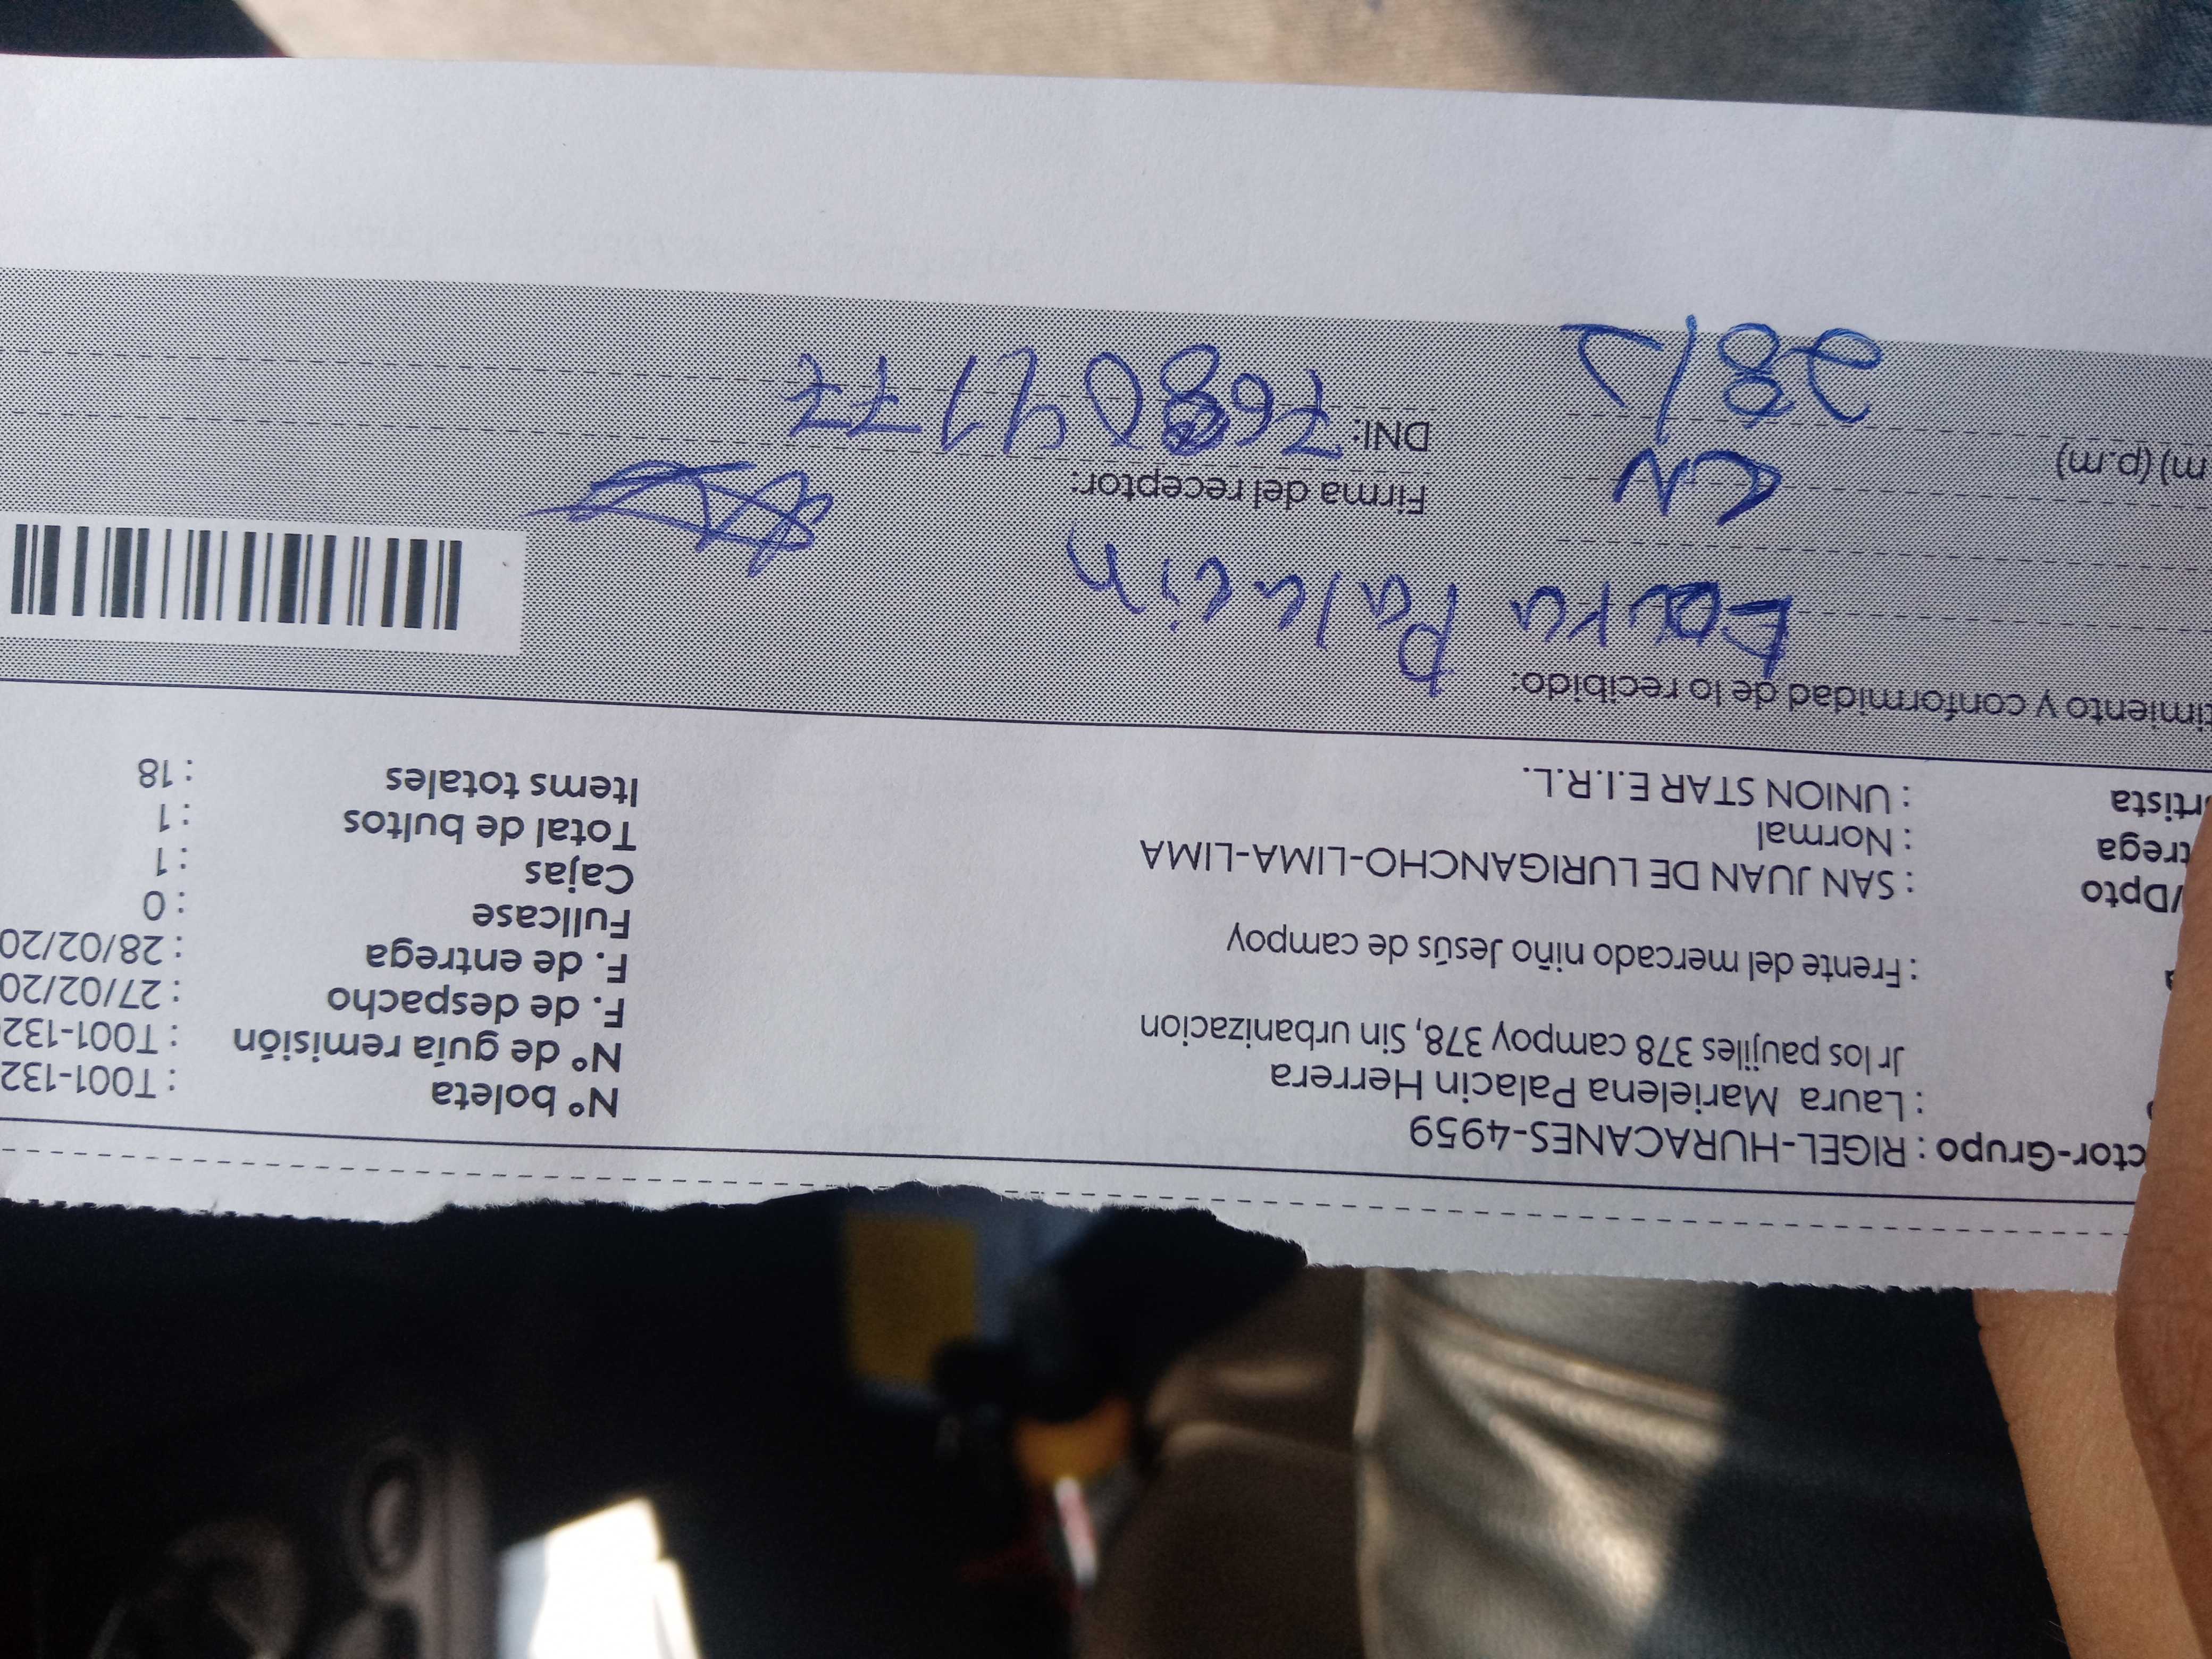 ctor-Grupo : RIGEL-HURACANES-4959
: Laura Marielena Palacin Herrera
Jr los paujiles 378 campoy 378, Sin urbanizacion
: Frente del mercado niño Jesús de campoy
/Dpto : SAN JUAN DE LURIGANCHO-LIMA-LIMA
trega : Normal
rtista : UNION STAR E.I.R.L.
N° boleta : T001-132
N° de guía remisión : T001-132
F. de despacho : 27/02/20
F. de entrega : 28/02/20
Fullcase : 0
Cajas : 1
Total de bultos : 1
Items totales : 18
imiento y conformidad de lo recibido:
Laura Palacin
Firma del receptor:
m) (p.m)
DNI: 76809177
28/2